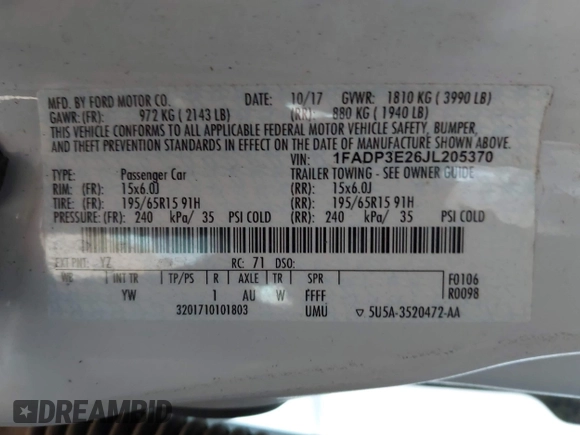 MFD. BY FORD MOTOR CO. DATE: 10/17 GVWR: 1810 KG ( 3990 LB)
GAWR: (FR): 972 KG ( 2143 LB) (RR): 880 KG ( 1940 LB)
THIS VEHICLE CONFORMS TO ALL APPLICABLE FEDERAL MOTOR VEHICLE SAFETY, BUMPER,
AND THEFT PREVENTION STANDARDS IN EFFECT ON THE DATE OF MANUFACTURE SHOWN ABOVE.
VIN: 1FADP3E26JL205370
TYPE: Passenger Car TRAILER TOWING - SEE OWNER GUIDE
RIM: (FR): 15x6.0J (RR): 15x6.0J
TIRE: (FR): 195/65R15 91H (RR): 195/65R15 91H
PRESSURE: (FR): 240 kPa/ 35 PSI COLD (RR): 240 kPa/ 35 PSI COLD
EXT PNT: YZ RC: 71 DSO:
WB INT TR TP/PS R AXLE TR SPR F0106
YW 1 AU W FFFF R0098
3201710101803 UMU ▽ 5U5A-3520472-AA
DREAMBID